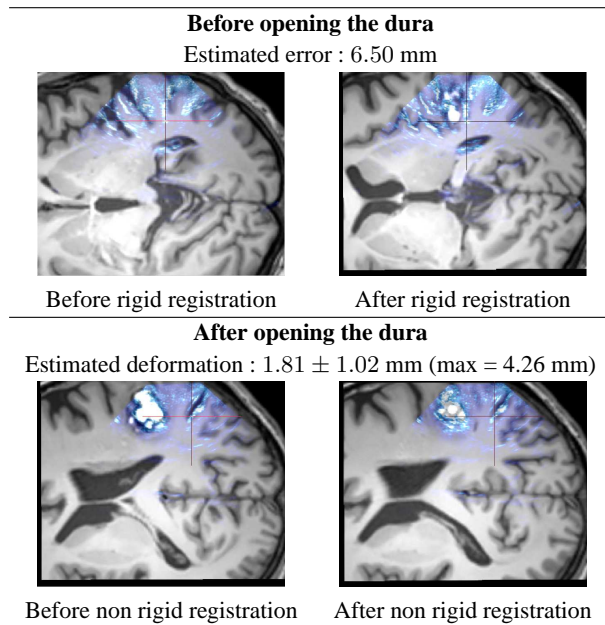 Before opening the dura
Estimated error : 6.50 mm
Before rigid registration After rigid registration
After opening the dura
Estimated deformation : 1.81 ± 1.02 mm (max = 4.26 mm)
Before non rigid registration After non rigid registration